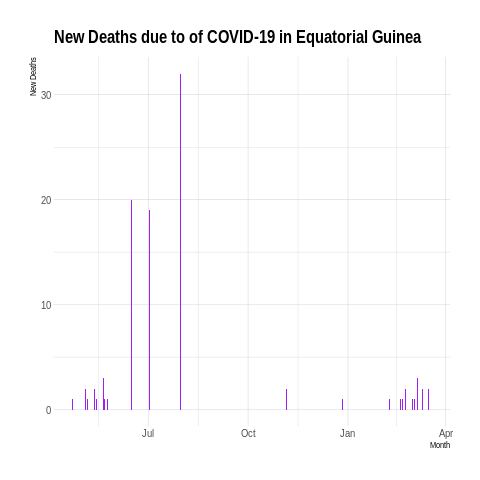 New Deaths due to of COVID-19 in Equatorial Guinea
New Deaths
30
20
10
0
Jul Oct Jan Apr
Month